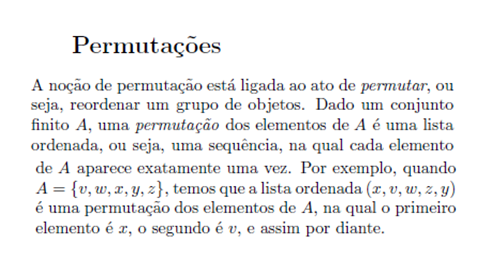 Permutações
A noção de permutação está ligada ao ato de permutar, ou
seja, reordenar um grupo de objetos. Dado um conjunto
finito A, uma permutação dos elementos de A é uma lista
ordenada, ou seja, uma sequência, na qual cada elemento
de A aparece exatamente uma vez. Por exemplo, quando
A = {v, w, x, y, z}, temos que a lista ordenada (x, v, w, z, y)
é uma permutação dos elementos de A, na qual o primeiro
elemento é x, o segundo é v, e assim por diante.